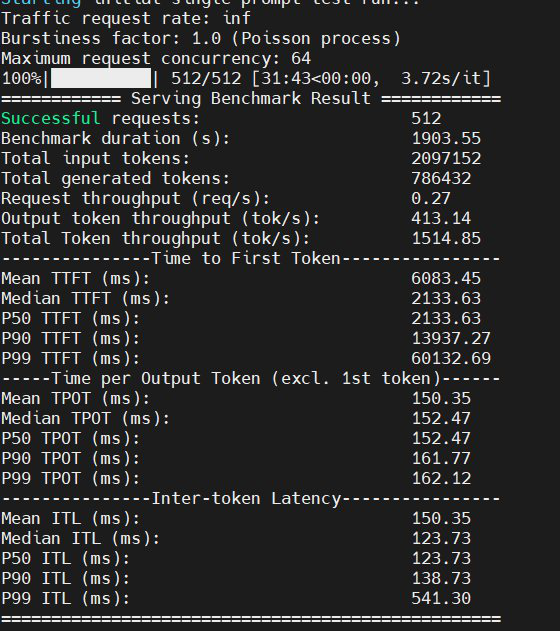 Starting initial single prompt test run...
Traffic request rate: inf
Burstiness factor: 1.0 (Poisson process)
Maximum request concurrency: 64
100%|██████████| 512/512 [31:43<00:00,  3.72s/it]
============ Serving Benchmark Result ============
Successful requests:                     512
Benchmark duration (s):                  1903.55
Total input tokens:                      2097152
Total generated tokens:                  786432
Request throughput (req/s):              0.27
Output token throughput (tok/s):         413.14
Total Token throughput (tok/s):          1514.85
---------------Time to First Token----------------
Mean TTFT (ms):                          6083.45
Median TTFT (ms):                        2133.63
P50 TTFT (ms):                           2133.63
P90 TTFT (ms):                           13937.27
P99 TTFT (ms):                           60132.69
-----Time per Output Token (excl. 1st token)------
Mean TPOT (ms):                          150.35
Median TPOT (ms):                        152.47
P50 TPOT (ms):                           152.47
P90 TPOT (ms):                           161.77
P99 TPOT (ms):                           162.12
---------------Inter-token Latency----------------
Mean ITL (ms):                           150.35
Median ITL (ms):                         123.73
P50 ITL (ms):                            123.73
P90 ITL (ms):                            138.73
P99 ITL (ms):                            541.30
==================================================